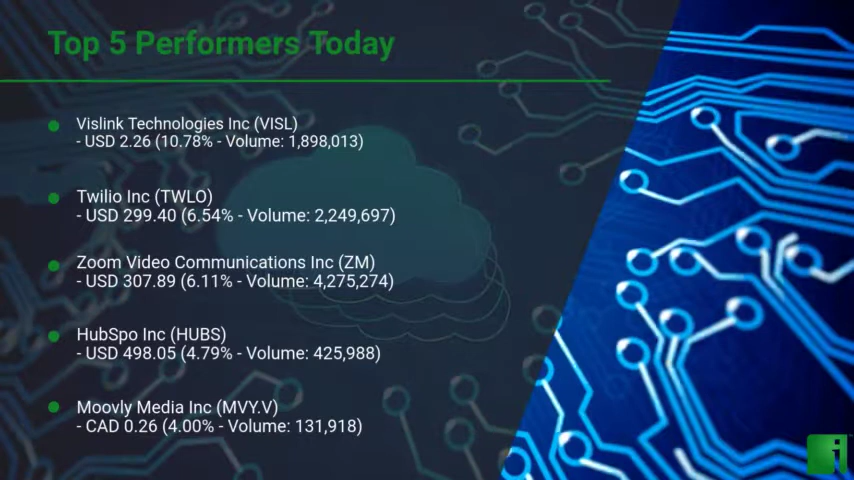 Top 5 Performers Today
Vislink Technologies Inc (VISL)
- USD 2.26 (10.78% - Volume: 1,898,013)
Twilio Inc (TWLO)
- USD 299.40 (6.54% - Volume: 2,249,697)
Zoom Video Communications Inc (ZM)
- USD 307.89 (6.11% - Volume: 4,275,274)
HubSpo Inc (HUBS)
- USD 498.05 (4.79% - Volume: 425,988)
Moovly Media Inc (MVY.V)
- CAD 0.26 (4.00% - Volume: 131,918)
i